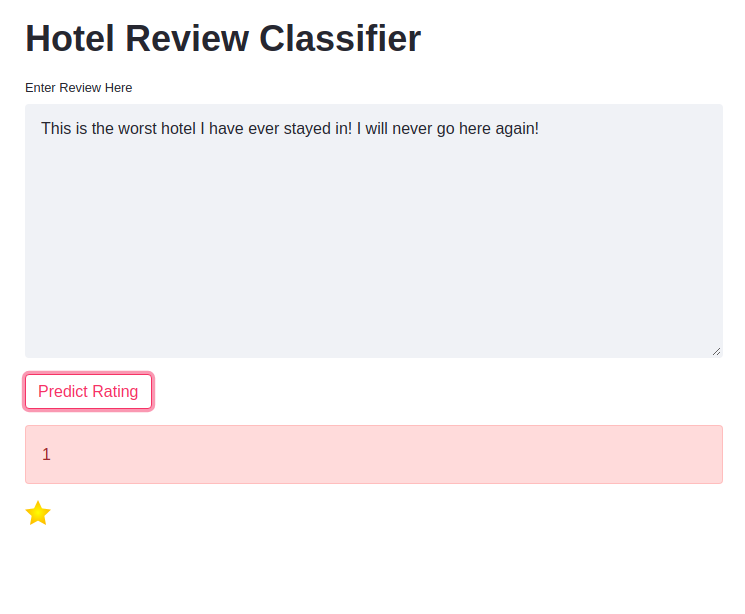 Hotel Review Classifier
Enter Review Here
This is the worst hotel I have ever stayed in! I will never go here again!
Predict Rating
1